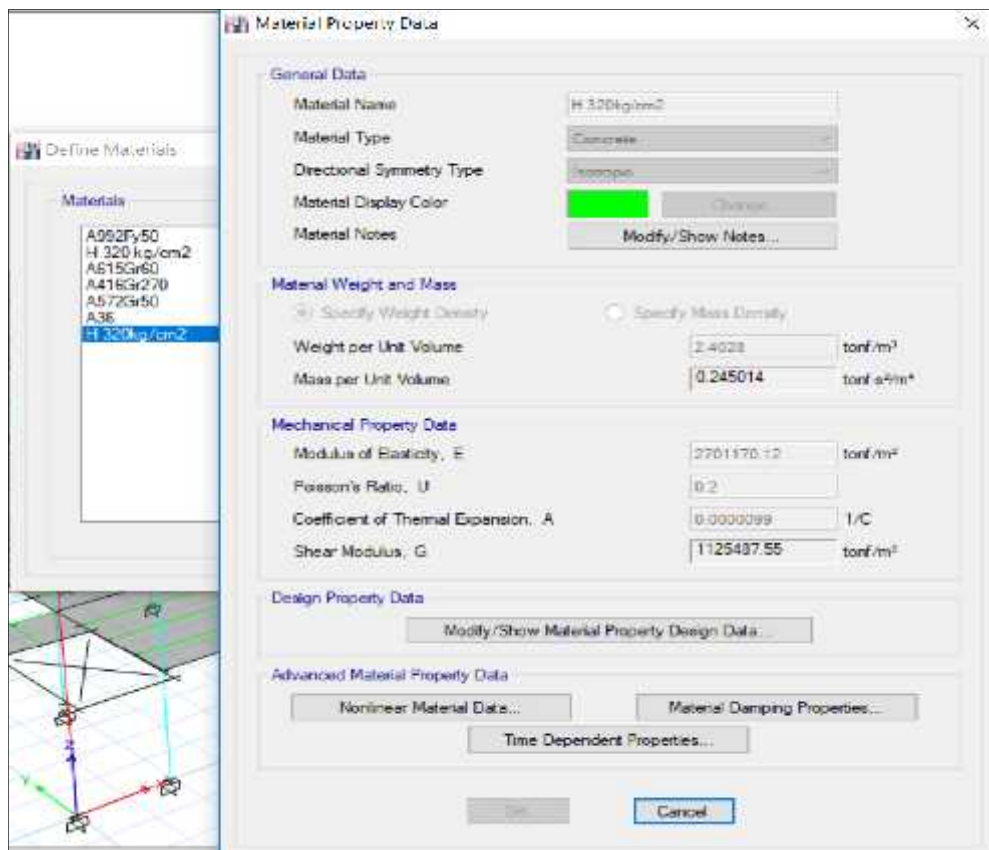 Material Property Data
General Data
Material Name H 320kg/cm2
Material Type Concrete
Directional Symmetry Type Isotropic
Material Display Color Change...
Material Notes Modify/Show Notes...
Define Materials
Materials
A992Fy50
H 320 kg/cm2
A615Gr60
A416Gr270
A572Gr50
A36
H 320kg/cm2
Material Weight and Mass
Specify Weight Density Specify Mass Density
Weight per Unit Volume 2.4028 tonf/m³
Mass per Unit Volume 0.245014 tonf-s²/m⁴
Mechanical Property Data
Modulus of Elasticity, E 2701170.12 tonf/m²
Poisson's Ratio, U 0.2
Coefficient of Thermal Expansion, A 0.0000099 1/C
Shear Modulus, G 1125487.55 tonf/m²
Design Property Data
Modify/Show Material Property Design Data...
Advanced Material Property Data
Nonlinear Material Data... Material Damping Properties...
Time Dependent Properties...
Cancel
Z
Y
X